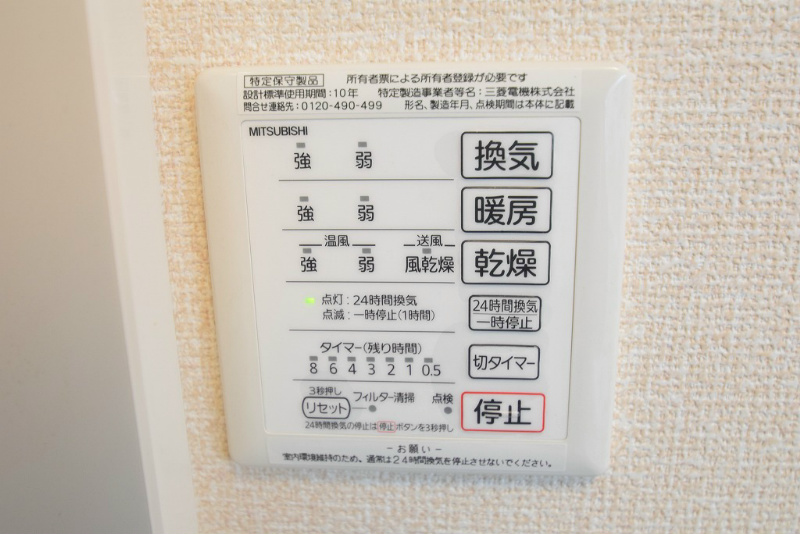 特定保守製品 所有者票による所有者登録が必要です
設計標準使用期間:10年 特定製造事業者等名:三菱電機株式会社
問合せ連絡先:0120-490-499 形名、製造年月、点検期間は本体に記載
MITSUBISHI
強 弱 換気
強 弱 暖房
温風 送風
強 弱 風乾燥 乾燥
点灯:24時間換気
点滅:一時停止(1時間)
24時間換気
一時停止
タイマー(残り時間)
8 6 4 3 2 1 0.5
切タイマー
3秒押し
リセット フィルター清掃 点検
停止
24時間換気の停止は停止ボタンを3秒押し
-お願い-
室内環境維持のため、通常は24時間換気を停止させないでください。